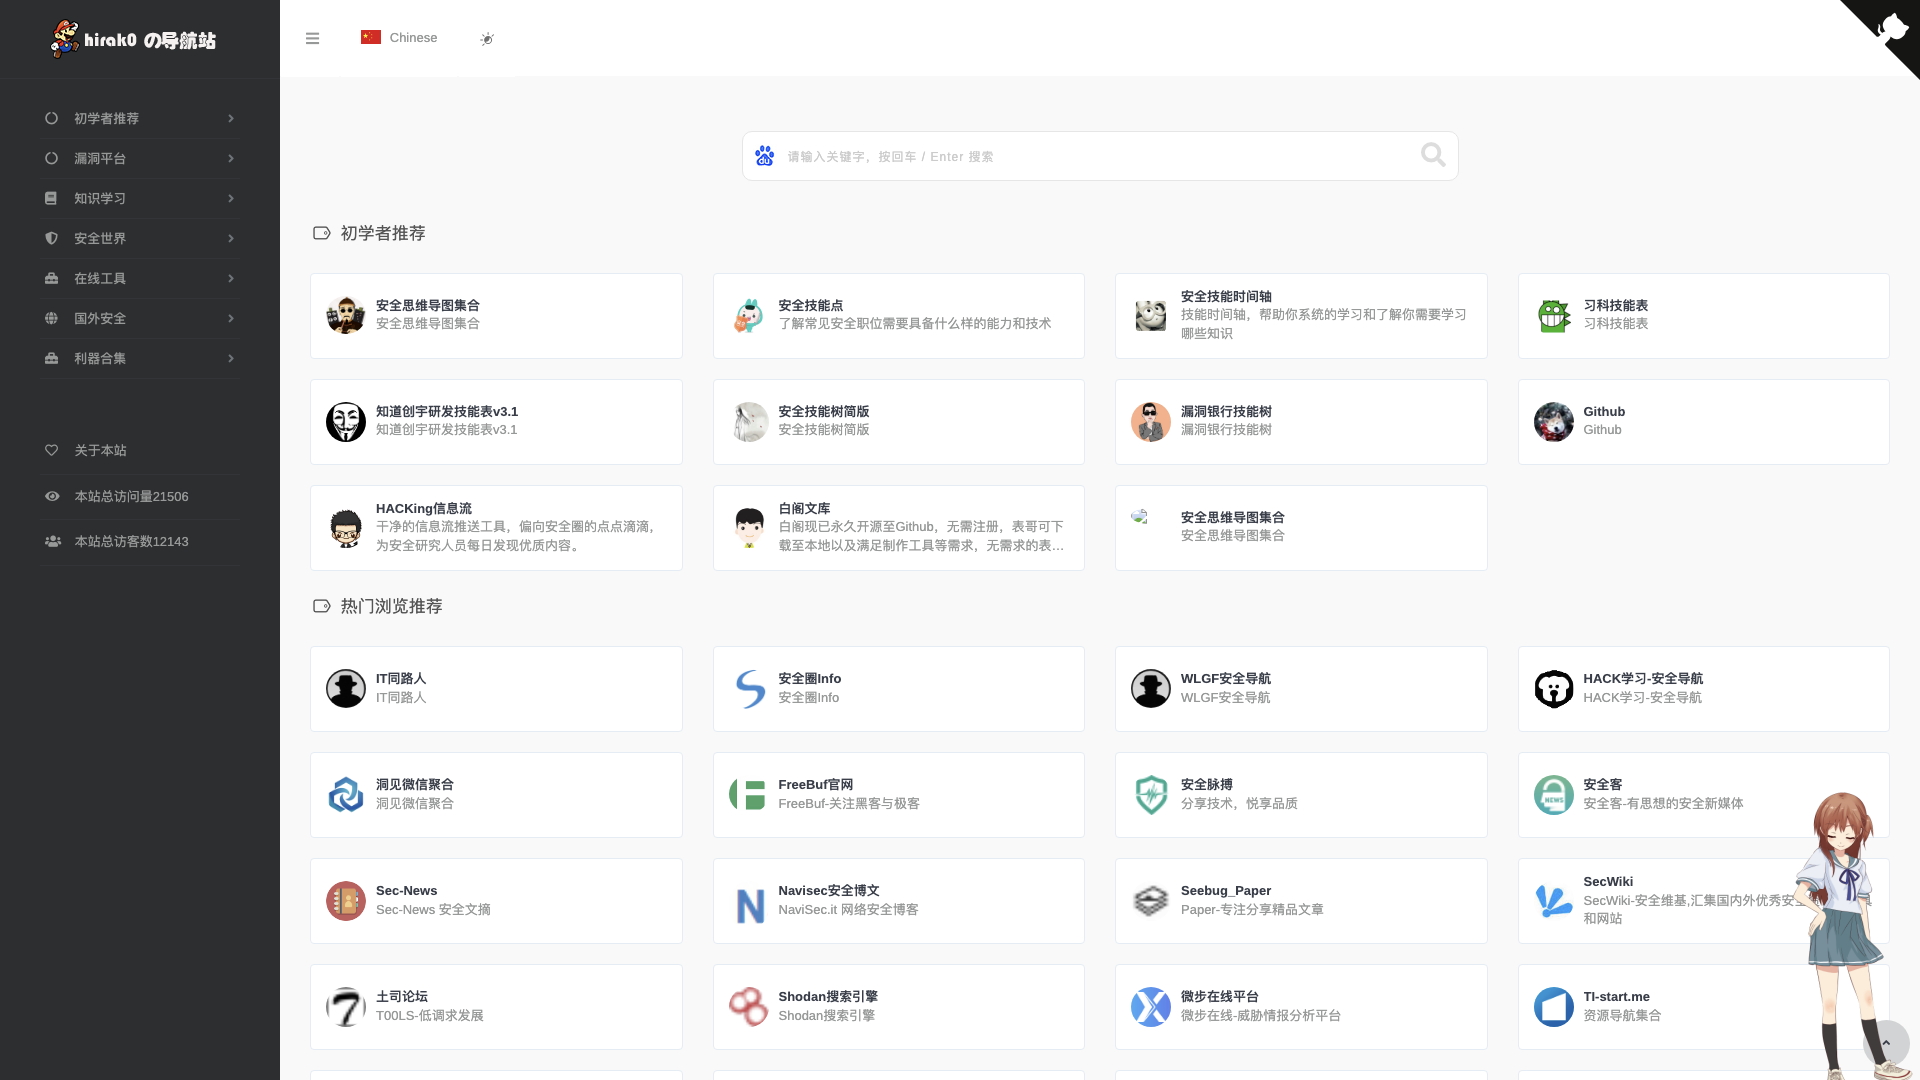 hirak0 の导航站
Chinese
初学者推荐
漏洞平台
知识学习
安全世界
在线工具
国外安全
利器合集
关于本站
本站总访问量21506
本站总访客数12143
du
请输入关键字，按回车 / Enter 搜索
初学者推荐
安全思维导图集合
安全思维导图集合
安全技能点
了解常见安全职位需要具备什么样的能力和技术
安全技能时间轴
技能时间轴，帮助你系统的学习和了解你需要学习
哪些知识
习科技能表
习科技能表
知道创宇研发技能表v3.1
知道创宇研发技能表v3.1
安全技能树简版
安全技能树简版
漏洞银行技能树
漏洞银行技能树
Github
Github
HACKing信息流
干净的信息流推送工具，偏向安全圈的点点滴滴，
为安全研究人员每日发现优质内容。
白阁文库
白阁现已永久开源至Github，无需注册，表哥可下
载至本地以及满足制作工具等需求，无需求的表…
安全思维导图集合
安全思维导图集合
热门浏览推荐
IT同路人
IT同路人
安全圈Info
安全圈Info
WLGF安全导航
WLGF安全导航
HACK学习-安全导航
HACK学习-安全导航
洞见微信聚合
洞见微信聚合
FreeBuf官网
FreeBuf-关注黑客与极客
安全脉搏
分享技术，悦享品质
NEWS
安全客
安全客-有思想的安全新媒体
Sec-News
Sec-News 安全文摘
Navisec安全博文
NaviSec.it 网络安全博客
Seebug_Paper
Paper-专注分享精品文章
SecWiki
SecWiki-安全维基,汇集国内外优秀安全
和网站
土司论坛
T00LS-低调求发展
Shodan搜索引擎
Shodan搜索引擎
微步在线平台
微步在线-威胁情报分析平台
TI-start.me
资源导航集合